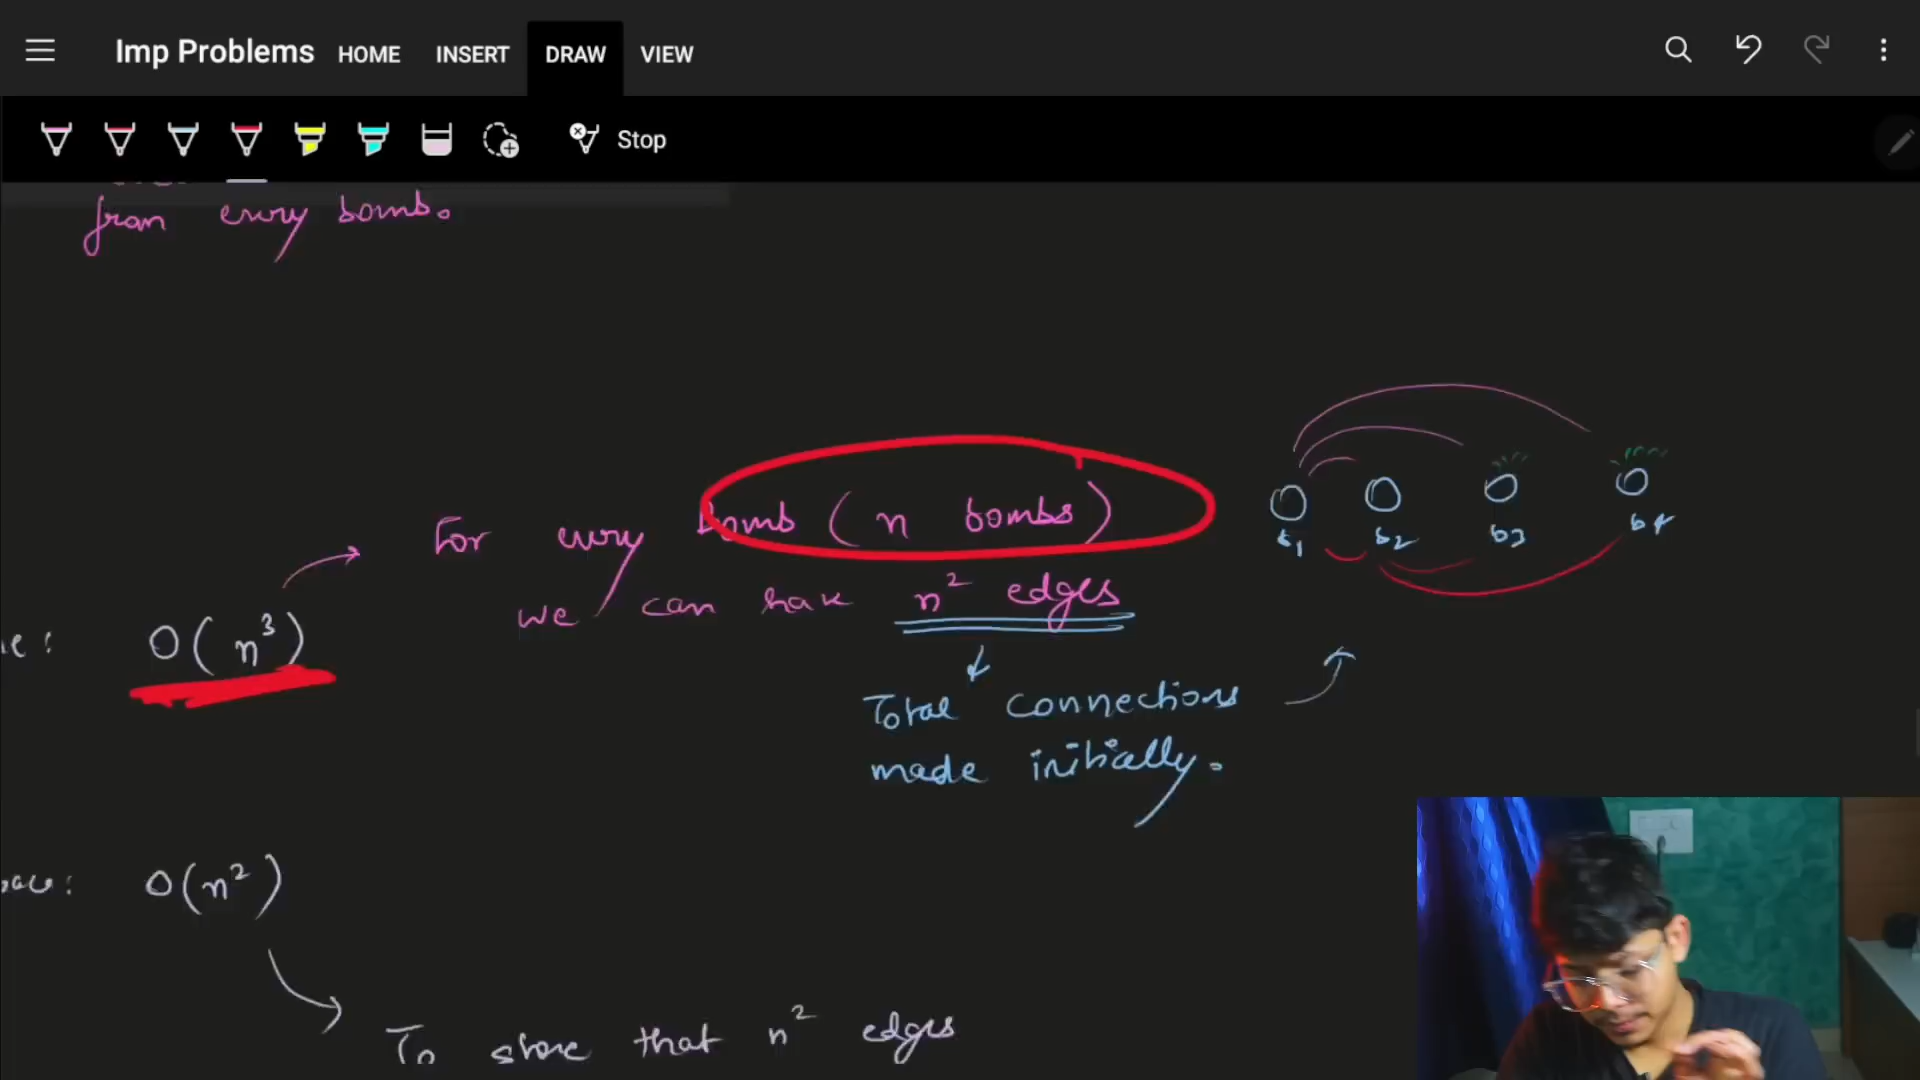 Imp Problems HOME INSERT DRAW VIEW
Stop
from every bomb.
For every bomb (n bombs)
we can have n² edges
b1 b2 b3 b4
O(n³)
Total connections
made initially.
O(n²)
To store that n² edges